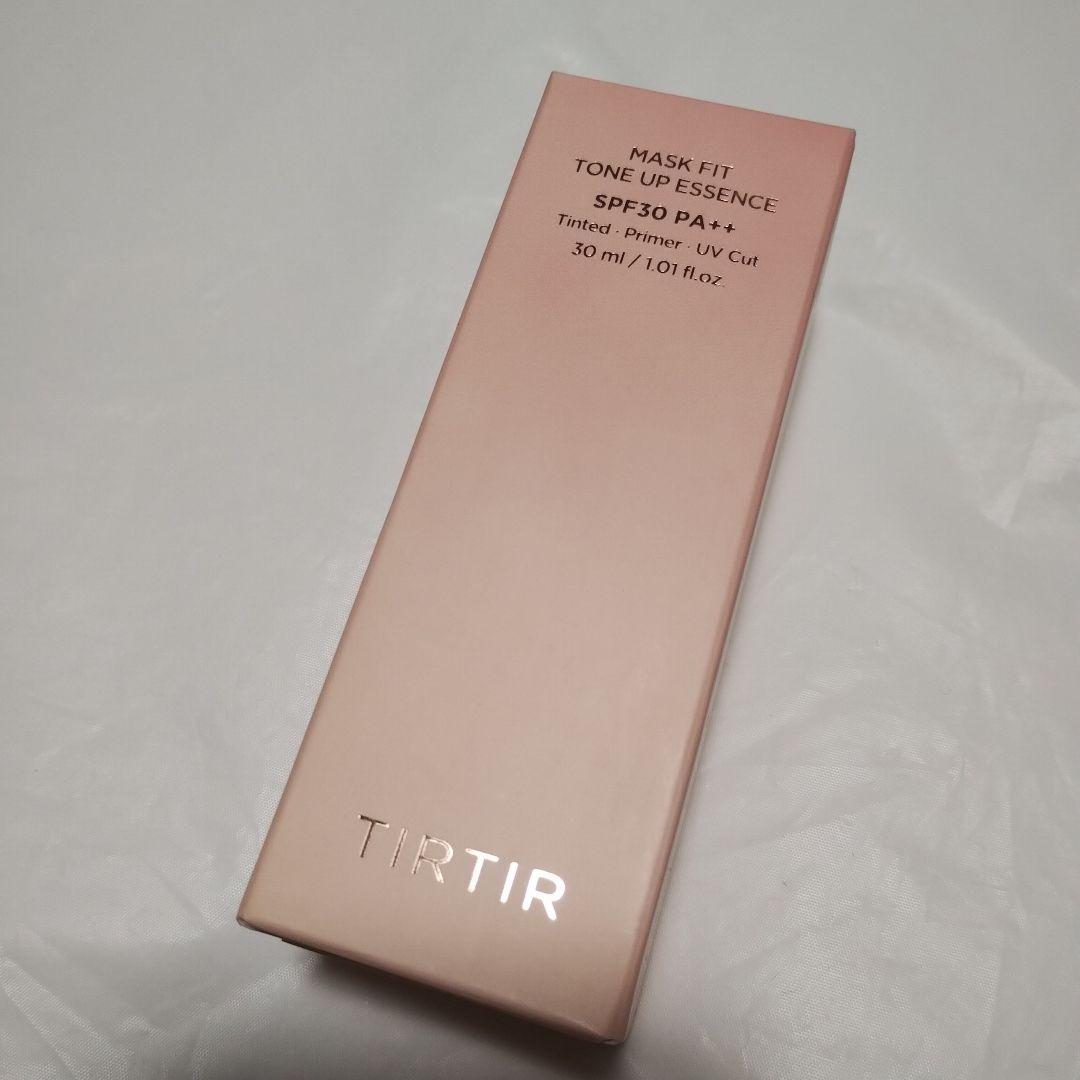 MASK FIT
TONE UP ESSENCE
SPF30 PA++
Tinted · Primer · UV Cut
30 ml / 1.01 fl.oz.
TIRTIR